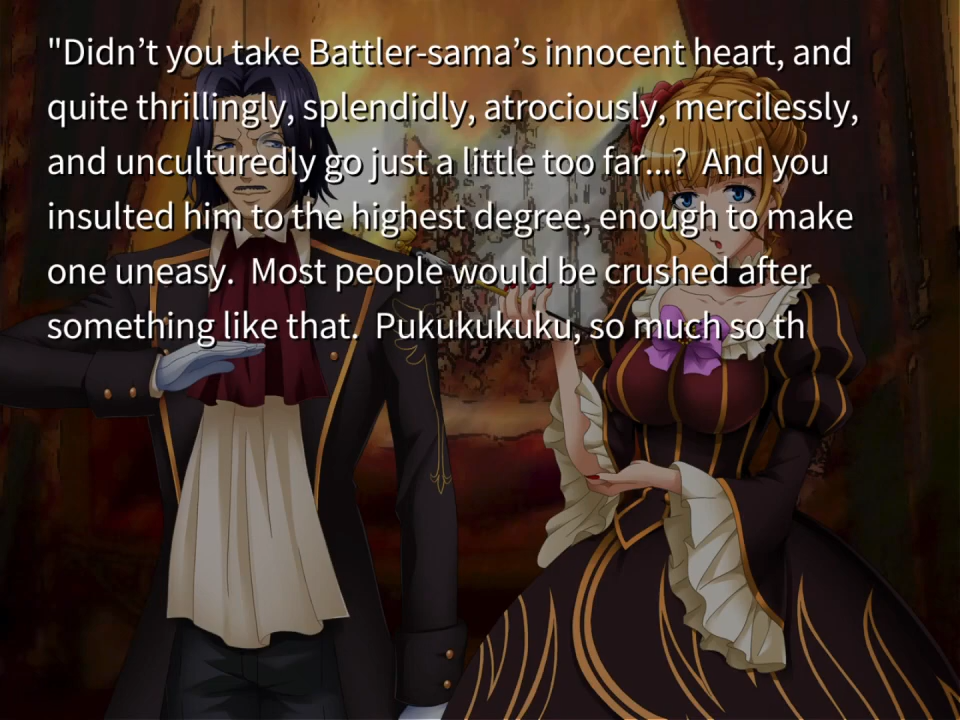 "Didn’t you take Battler-sama’s innocent heart, and
quite thrillingly, splendidly, atrociously, mercilessly,
and unculturedly go just a little too far...?  And you
insulted him to the highest degree, enough to make
one uneasy.  Most people would be crushed after
something like that.  Pukukukuku, so much so th